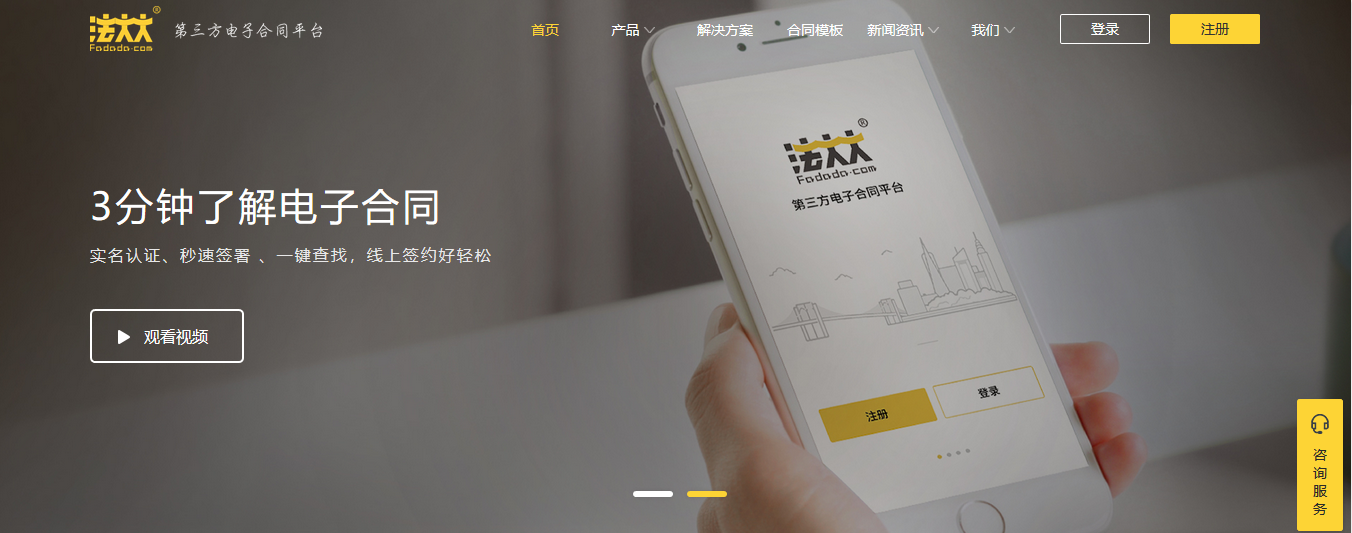 法大大®
Fadada.com
第三方电子合同平台
首页
产品
解决方案
合同模板
新闻资讯
我们
登录
注册
3分钟了解电子合同
实名认证、秒速签署 、一键查找，线上签约好轻松
观看视频
法大大®
Fadada.com
第三方电子合同平台
注册
登录
咨询服务